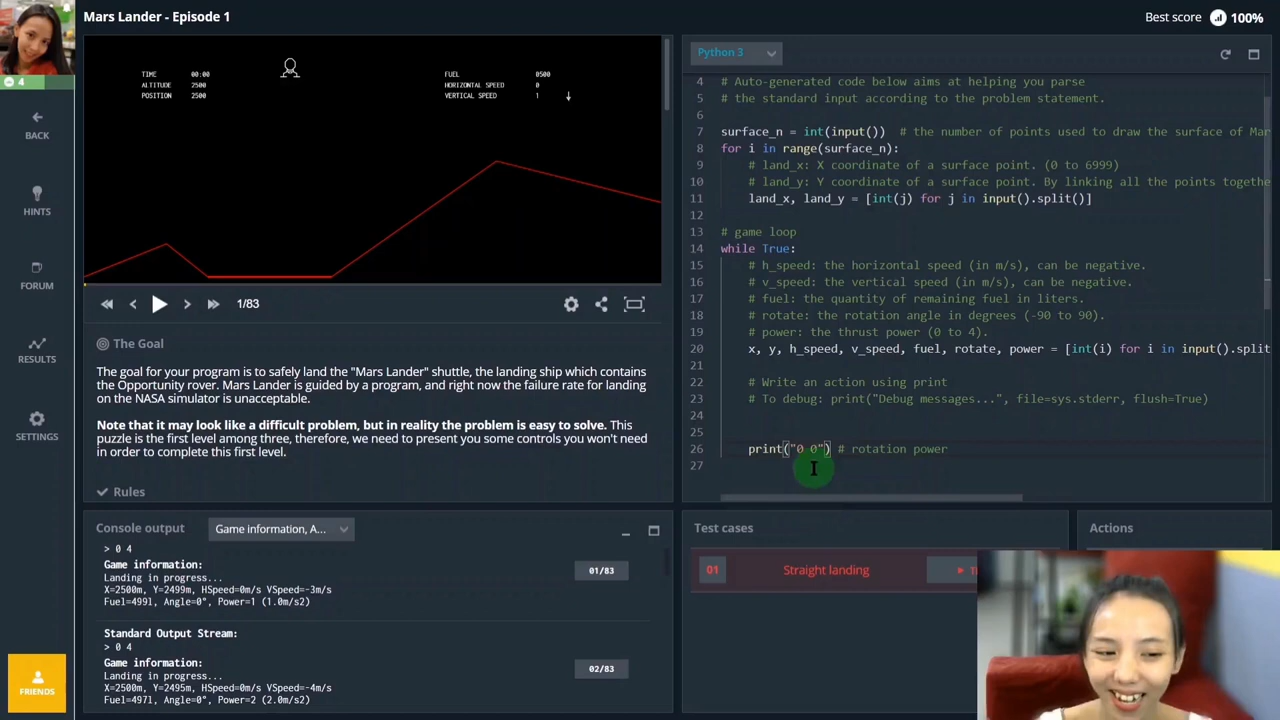 Mars Lander - Episode 1
Best score 100%
4
BACK
HINTS
FORUM
RESULTS
SETTINGS
FRIENDS
TIME 00:00
ALTITUDE 2500
POSITION 2500
FUEL 0500
HORIZONTAL SPEED 0
VERTICAL SPEED 1
1/83
The Goal
The goal for your program is to safely land the "Mars Lander" shuttle, the landing ship which contains
the Opportunity rover. Mars Lander is guided by a program, and right now the failure rate for landing
on the NASA simulator is unacceptable.
Note that it may look like a difficult problem, but in reality the problem is easy to solve. This
puzzle is the first level among three, therefore, we need to present you some controls you won't need
in order to complete this first level.
Rules
Console output
Game information, A...
> 0 4
Game information:
Landing in progress...
X=2500m, Y=2499m, HSpeed=0m/s VSpeed=-3m/s
Fuel=499l, Angle=0°, Power=1 (1.0m/s2)
01/83
Standard Output Stream:
> 0 4
Game information:
Landing in progress...
X=2500m, Y=2495m, HSpeed=0m/s VSpeed=-4m/s
Fuel=497l, Angle=0°, Power=2 (2.0m/s2)
02/83
Python 3
4 # Auto-generated code below aims at helping you parse
5 # the standard input according to the problem statement.
6
7 surface_n = int(input()) # the number of points used to draw the surface of Mar
8 for i in range(surface_n):
9 # land_x: X coordinate of a surface point. (0 to 6999)
10 # land_y: Y coordinate of a surface point. By linking all the points togethe
11 land_x, land_y = [int(j) for j in input().split()]
12
13 # game loop
14 while True:
15 # h_speed: the horizontal speed (in m/s), can be negative.
16 # v_speed: the vertical speed (in m/s), can be negative.
17 # fuel: the quantity of remaining fuel in liters.
18 # rotate: the rotation angle in degrees (-90 to 90).
19 # power: the thrust power (0 to 4).
20 x, y, h_speed, v_speed, fuel, rotate, power = [int(i) for i in input().split
21
22 # Write an action using print
23 # To debug: print("Debug messages...", file=sys.stderr, flush=True)
24
25
26 print("0 0") # rotation power
27
Test cases
01 Straight landing
Actions